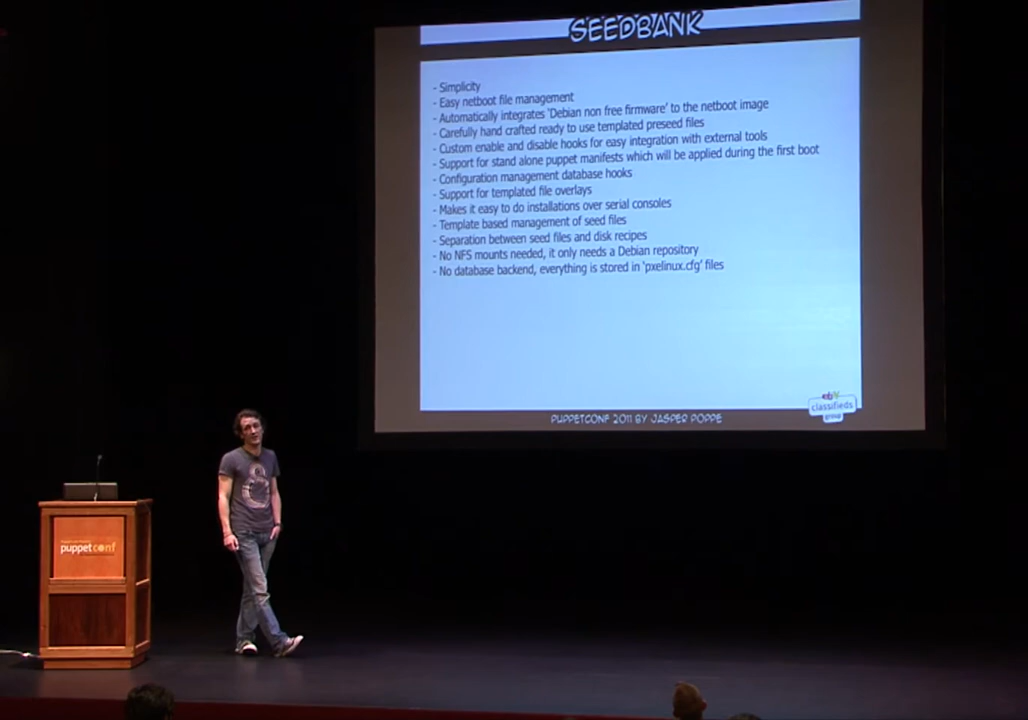 SEEDBANK
- Simplicity
- Easy netboot file management
- Automatically integrates 'Debian non free firmware' to the netboot image
- Carefully hand crafted ready to use templated preseed files
- Custom enable and disable hooks for easy integration with external tools
- Support for stand alone puppet manifests which will be applied during the first boot
- Configuration management database hooks
- Support for templated file overlays
- Makes it easy to do installations over serial consoles
- Template based management of seed files
- Separation between seed files and disk recipes
- No NFS mounts needed, it only needs a Debian repository
- No database backend, everything is stored in 'pxelinux.cfg' files
ebY
classifieds
group
PUPPETCONF 2011 BY JASPER POPPE
puppetconf